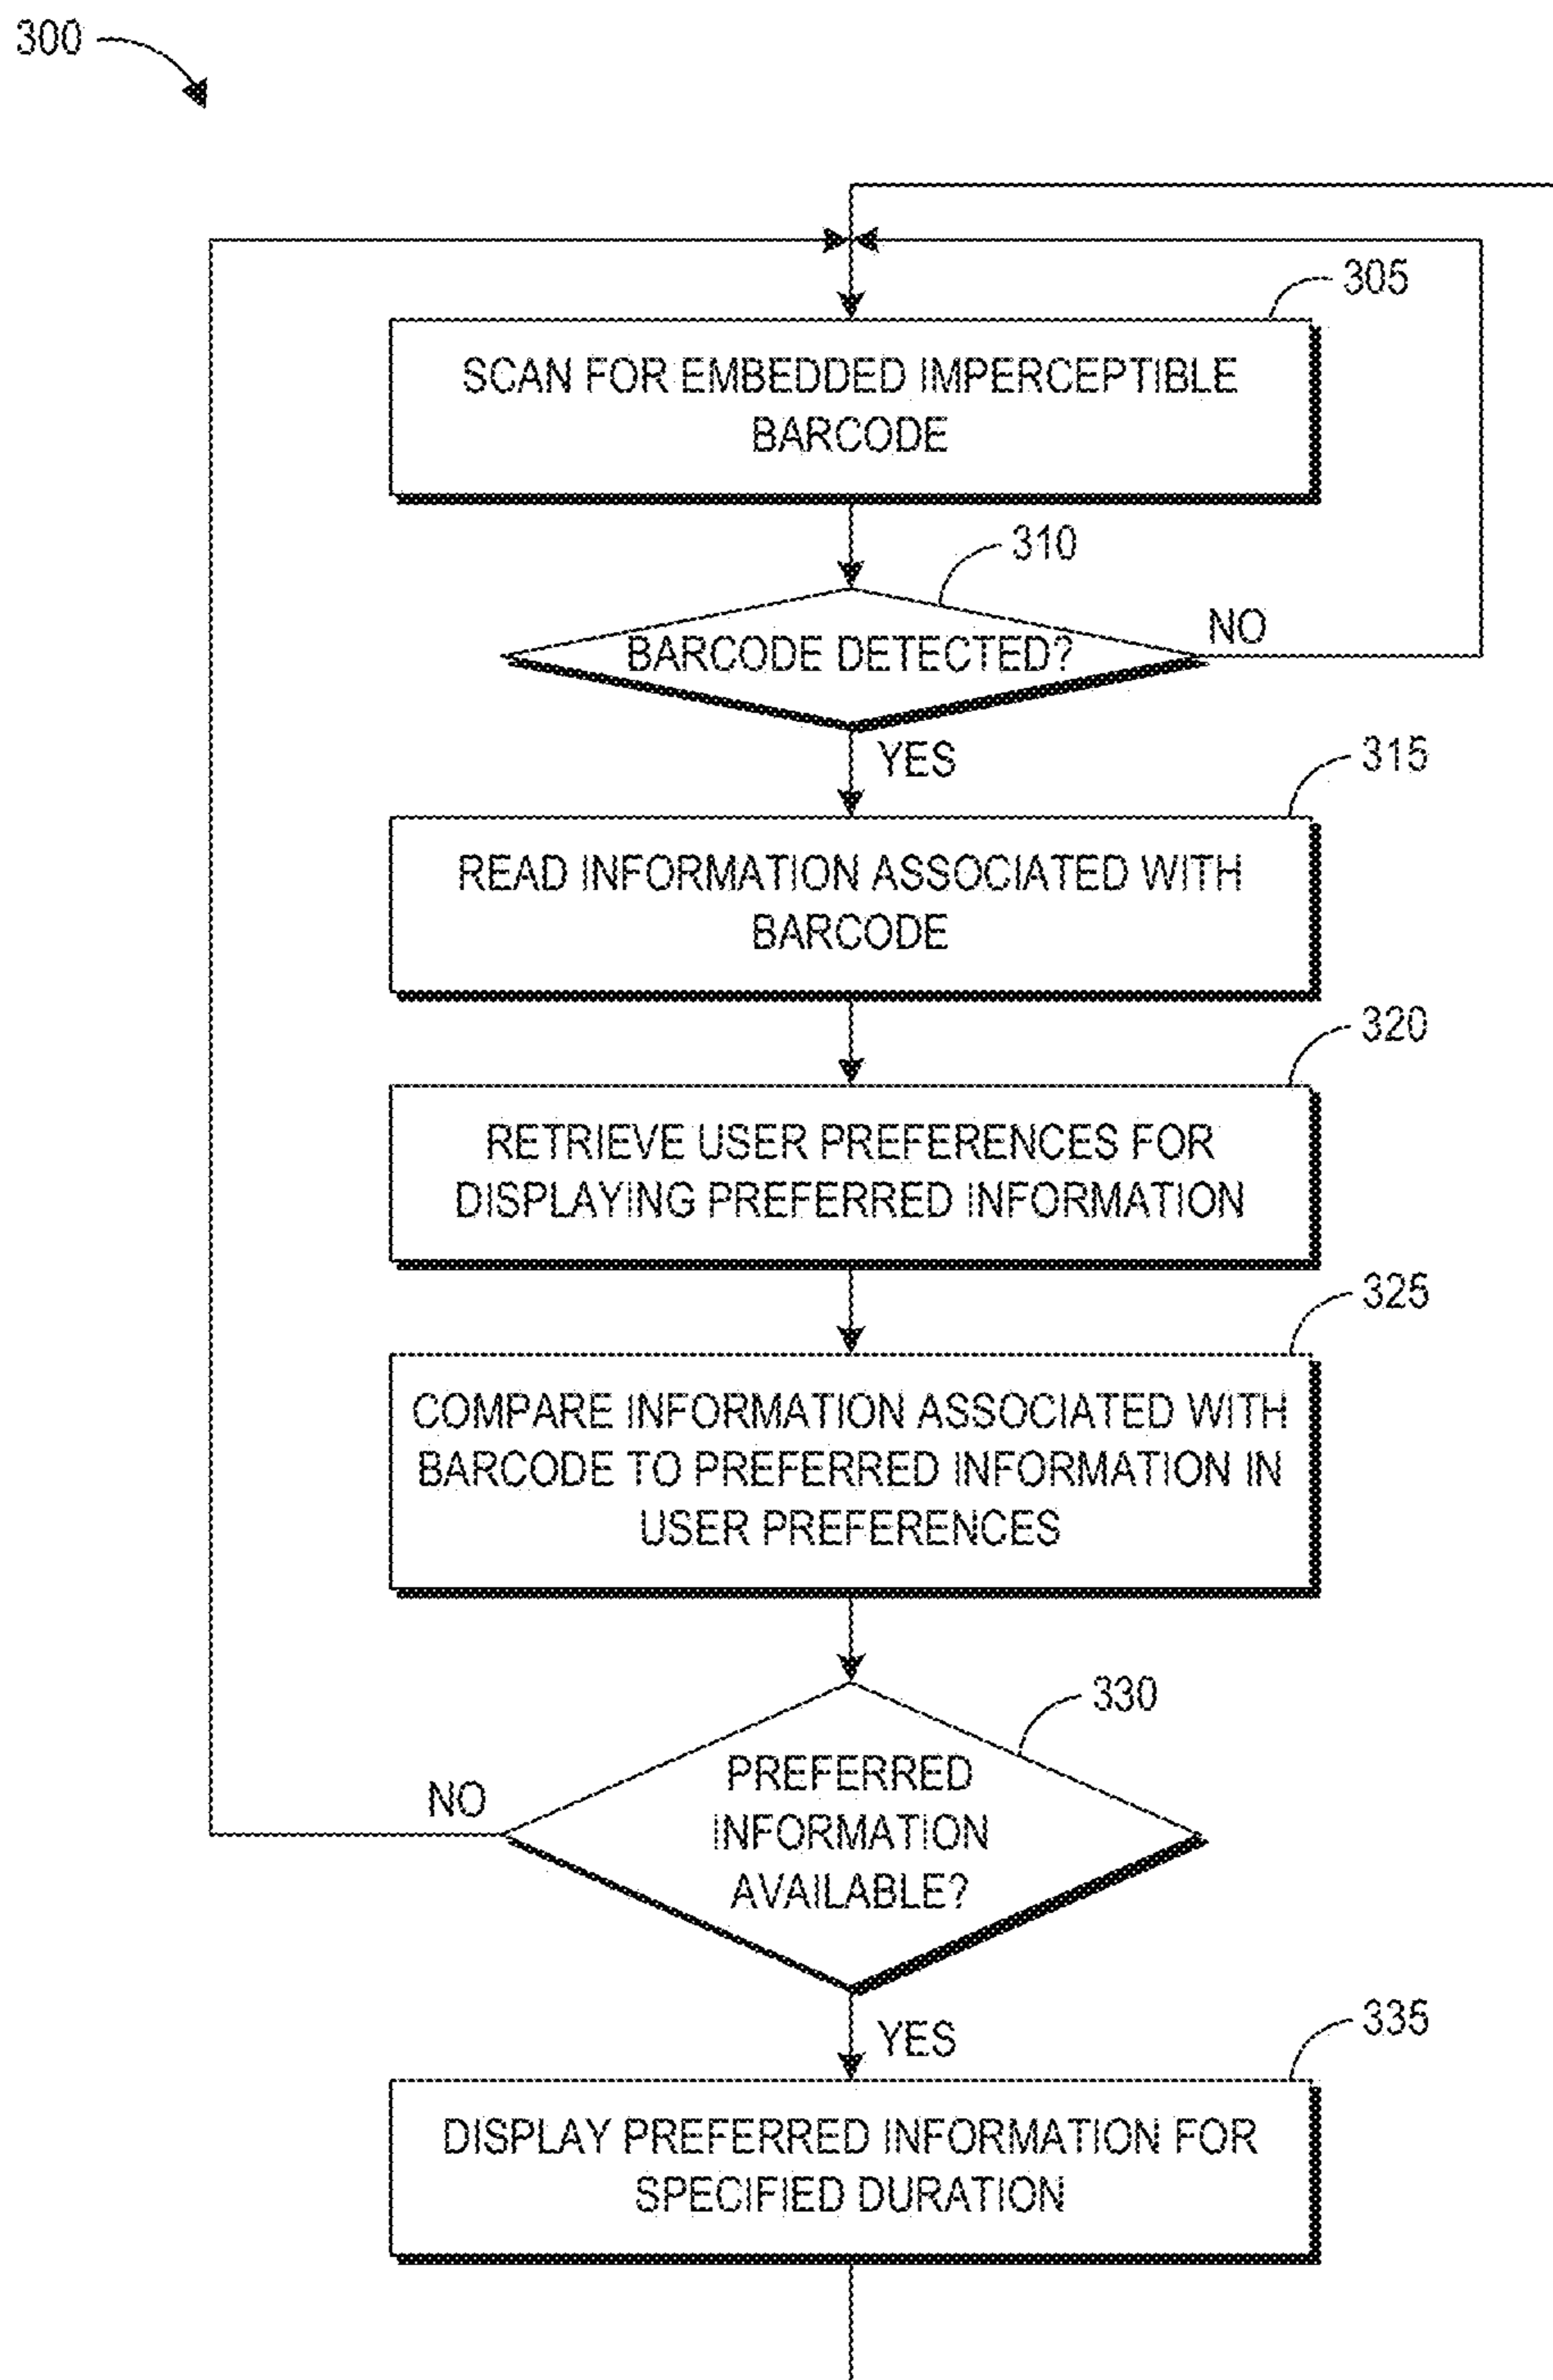 300
305
SCAN FOR EMBEDDED IMPERCEPTIBLE
BARCODE
310
BARCODE DETECTED?
NO
YES
315
READ INFORMATION ASSOCIATED WITH
BARCODE
320
RETRIEVE USER PREFERENCES FOR
DISPLAYING PREFERRED INFORMATION
325
COMPARE INFORMATION ASSOCIATED WITH
BARCODE TO PREFERRED INFORMATION IN
USER PREFERENCES
330
PREFERRED
INFORMATION
AVAILABLE?
NO
YES
335
DISPLAY PREFERRED INFORMATION FOR
SPECIFIED DURATION